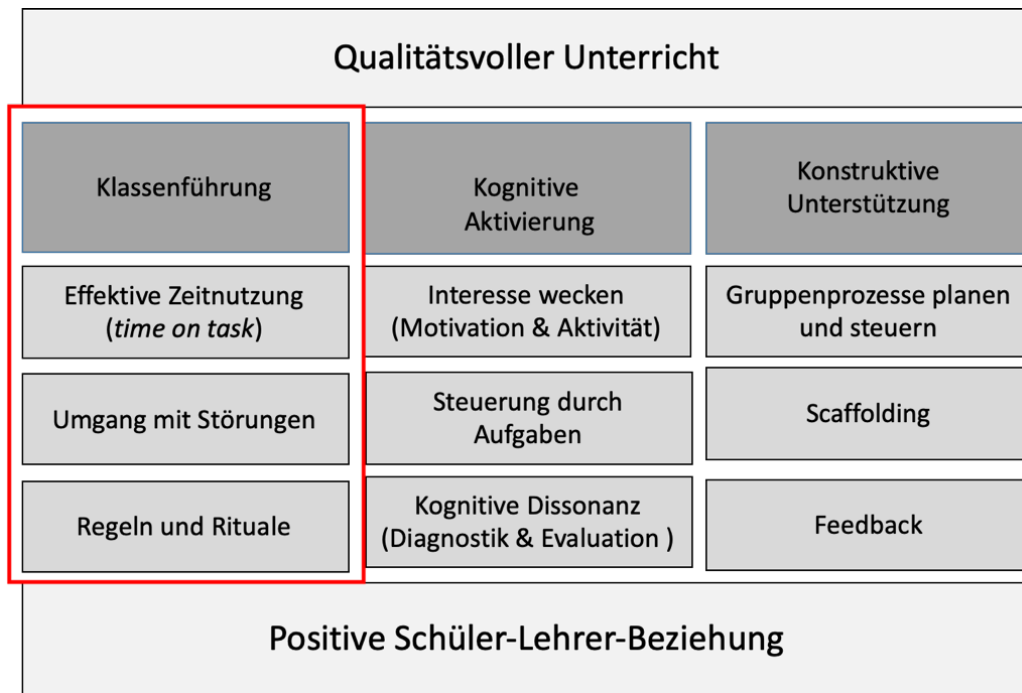 Qualitätsvoller Unterricht
Klassenführung
Effektive Zeitnutzung
(time on task)
Umgang mit Störungen
Regeln und Rituale
Kognitive
Aktivierung
Interesse wecken
(Motivation & Aktivität)
Steuerung durch
Aufgaben
Kognitive Dissonanz
(Diagnostik & Evaluation )
Konstruktive
Unterstützung
Gruppenprozesse planen
und steuern
Scaffolding
Feedback
Positive Schüler-Lehrer-Beziehung